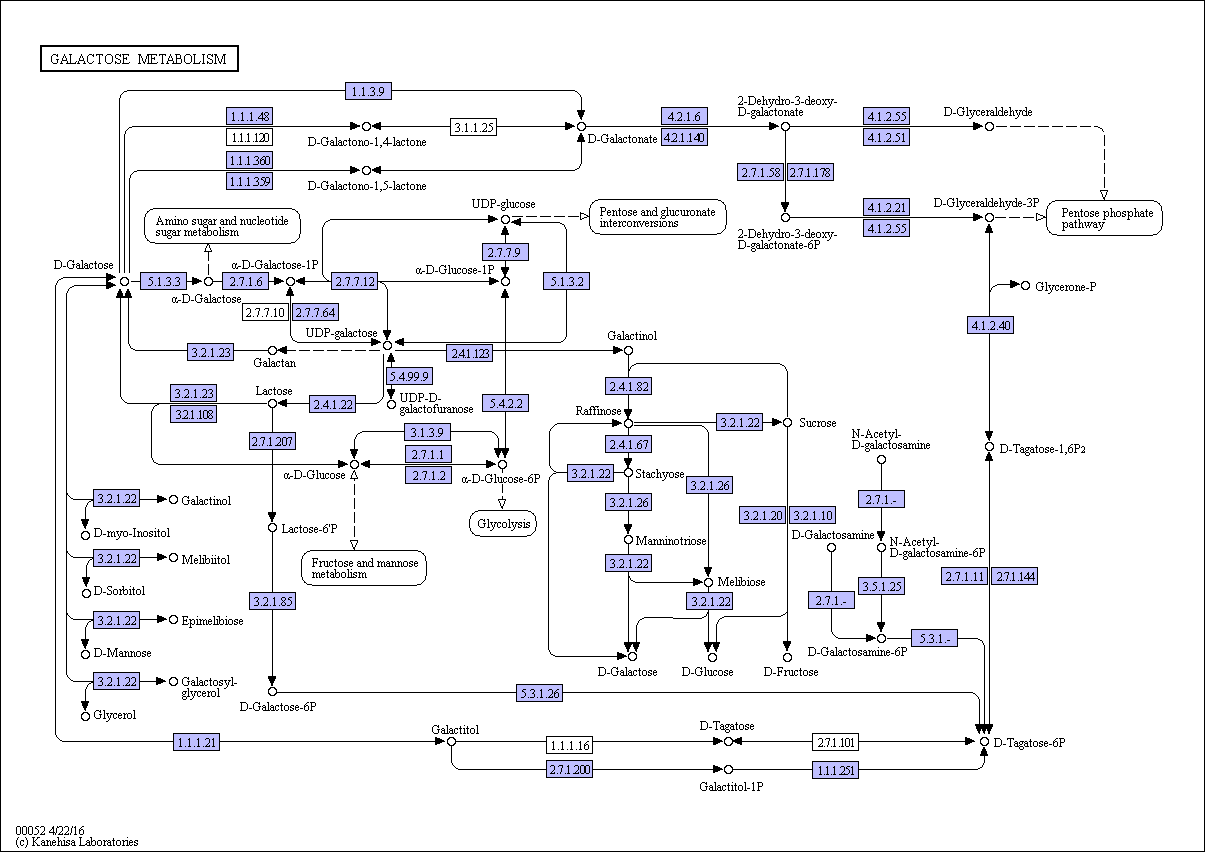 GALACTOSE METABOLISM
1.1.3.9
1.1.1.48
1.1.1.120
D-Galactono-1,4-lactone
3.1.1.25
D-Galactonate
4.2.1.6
4.2.1.140
2-Dehydro-3-deoxy-
D-galactonate
4.1.2.55
4.1.2.51
D-Glyceraldehyde
1.1.1.360
1.1.1.359
D-Galactono-1,5-lactone
2.7.1.58
2.7.1.178
Amino sugar and nucleotide
sugar metabolism
UDP-glucose
Pentose and glucuronate
interconversions
2-Dehydro-3-deoxy-
D-galactonate-6P
4.1.2.21
4.1.2.55
D-Glyceraldehyde-3P
Pentose phosphate
pathway
2.7.7.9
D-Galactose
5.1.3.3
α-D-Galactose
2.7.1.6
α-D-Galactose-1P
2.7.7.12
α-D-Glucose-1P
5.1.3.2
Glycerone-P
2.7.7.10
2.7.7.64
UDP-galactose
4.1.2.40
3.2.1.23
Galactan
2.4.1.123
Galactinol
5.4.99.9
UDP-D-
galactofuranose
5.4.2.2
2.4.1.82
3.2.1.23
3.2.1.108
Lactose
2.4.1.22
Raffinose
3.2.1.22
Sucrose
2.7.1.207
3.1.3.9
2.7.1.1
2.7.1.2
α-D-Glucose
α-D-Glucose-6P
2.4.1.67
3.2.1.22
Stachyose
3.2.1.26
N-Acetyl-
D-galactosamine
D-Tagatose-1,6P2
3.2.1.22
Galactinol
D-myo-Inositol
Lactose-6'P
Glycolysis
3.2.1.26
3.2.1.20
3.2.1.10
2.7.1.-
Manninotriose
D-Galactosamine
N-Acetyl-
D-galactosamine-6P
3.2.1.22
Melibiitol
D-Sorbitol
Fructose and mannose
metabolism
3.2.1.22
Melibiose
2.7.1.-
3.5.1.25
2.7.1.11
2.7.1.144
3.2.1.85
3.2.1.22
3.2.1.22
Epimelibiose
D-Mannose
5.3.1.-
D-Galactosamine-6P
D-Galactose
D-Glucose
D-Fructose
3.2.1.22
Galactosyl-
glycerol
Glycerol
D-Galactose-6P
5.3.1.26
1.1.1.21
Galactitol
1.1.1.16
D-Tagatose
2.7.1.101
D-Tagatose-6P
2.7.1.200
Galactitol-1P
1.1.1.251
00052 4/22/16
(c) Kanehisa Laboratories